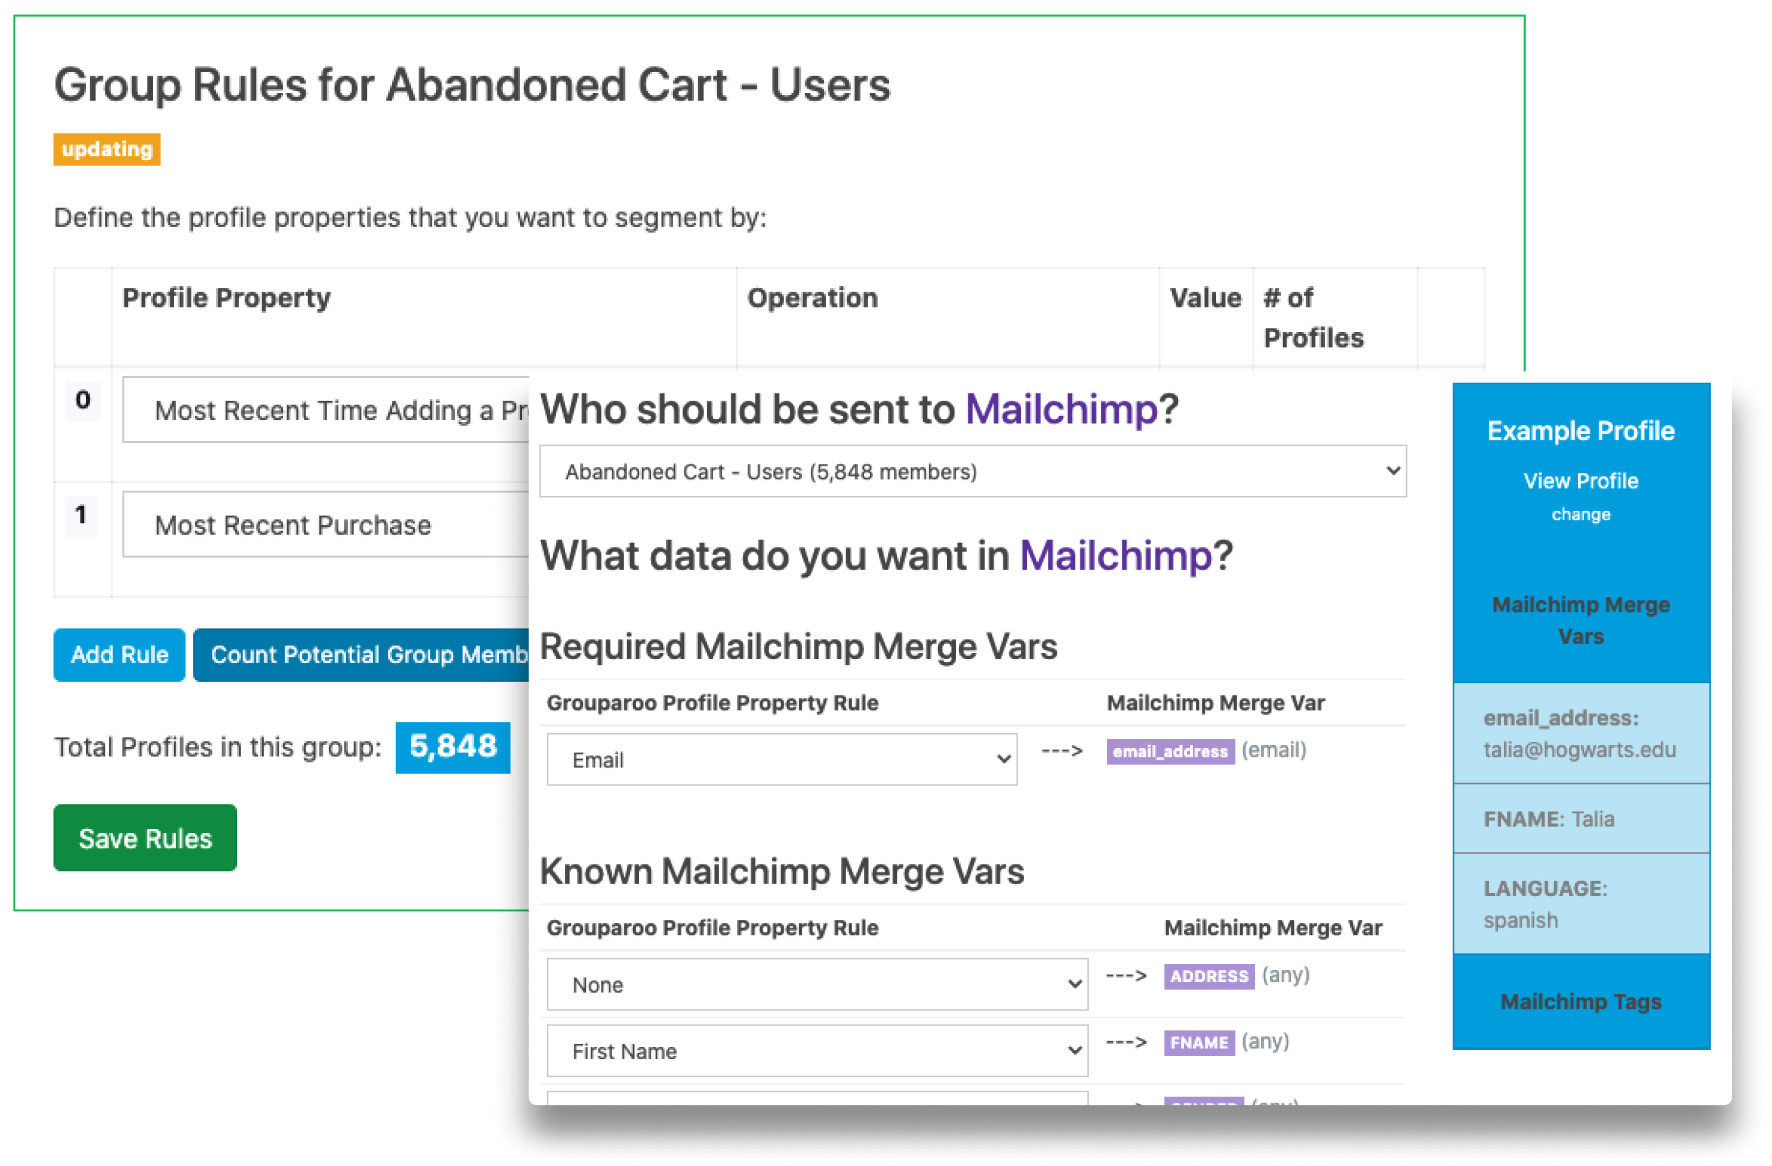 Group Rules for Abandoned Cart - Users
updating
Define the profile properties that you want to segment by:
Profile Property Operation Value # of Profiles
0 Most Recent Time Adding a
1 Most Recent Purchase
Add Rule Count Potential Group
Total Profiles in this group: 5,848
Save Rules
Who should be sent to Mailchimp?
Abandoned Cart - Users (5,848 members)
What data do you want in Mailchimp?
Required Mailchimp Merge Vars
Grouparoo Profile Property Rule Mailchimp Merge Var
Email ---> email_address (email)
Known Mailchimp Merge Vars
Grouparoo Profile Property Rule Mailchimp Merge Var
None ---> ADDRESS (any)
First Name ---> FNAME (any)
Example Profile
View Profile
change
Mailchimp Merge
Vars
email_address:
talia@hogwarts.edu
FNAME: Talia
LANGUAGE:
spanish
Mailchimp Tags